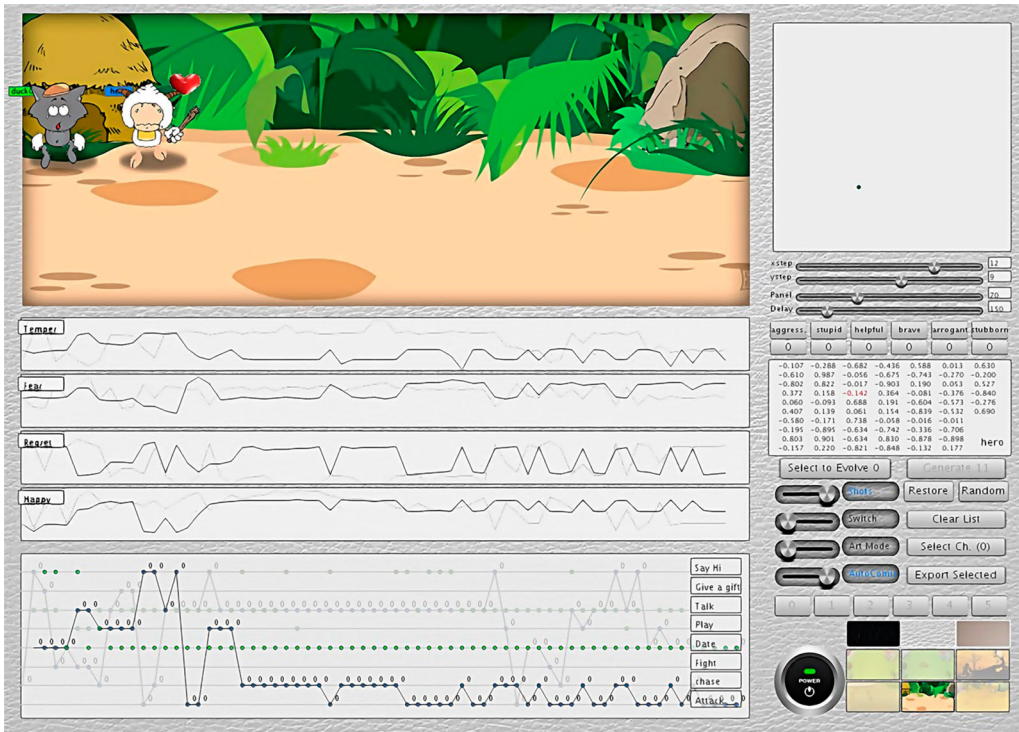 duck
he
xstep 12
ystep 9
Panel 70
Delay 150
aggress. stupid helpful brave arrogant stubborn
0 0 0 0 0 0
Temper
Fear
Regret
Happy
-0.107 -0.288 -0.682 -0.436 0.588 0.013 0.630
-0.610 0.987 -0.056 -0.675 -0.743 -0.270 -0.200
-0.802 0.822 -0.017 -0.903 0.190 0.053 0.527
0.372 0.158 -0.142 0.364 -0.081 -0.376 -0.840
0.060 -0.093 0.688 0.191 -0.604 -0.573 -0.276
0.407 0.139 0.061 0.154 -0.839 -0.532 0.690
-0.580 -0.171 0.738 -0.058 -0.016 -0.011
-0.195 -0.895 -0.634 -0.742 -0.336 -0.706
0.803 0.901 -0.634 0.830 -0.878 -0.898
-0.157 0.220 -0.821 -0.848 -0.132 0.177
hero
Select to Evolve 0 Generate 11
Shots Restore Random
Switch Clear List
Art Mode Select Ch. (0)
AutoCami Export Selected
0 1 2 3 4 5
POWER
Say Hi
Give a gift
Talk
Play
Date
Fight
chase
Attack